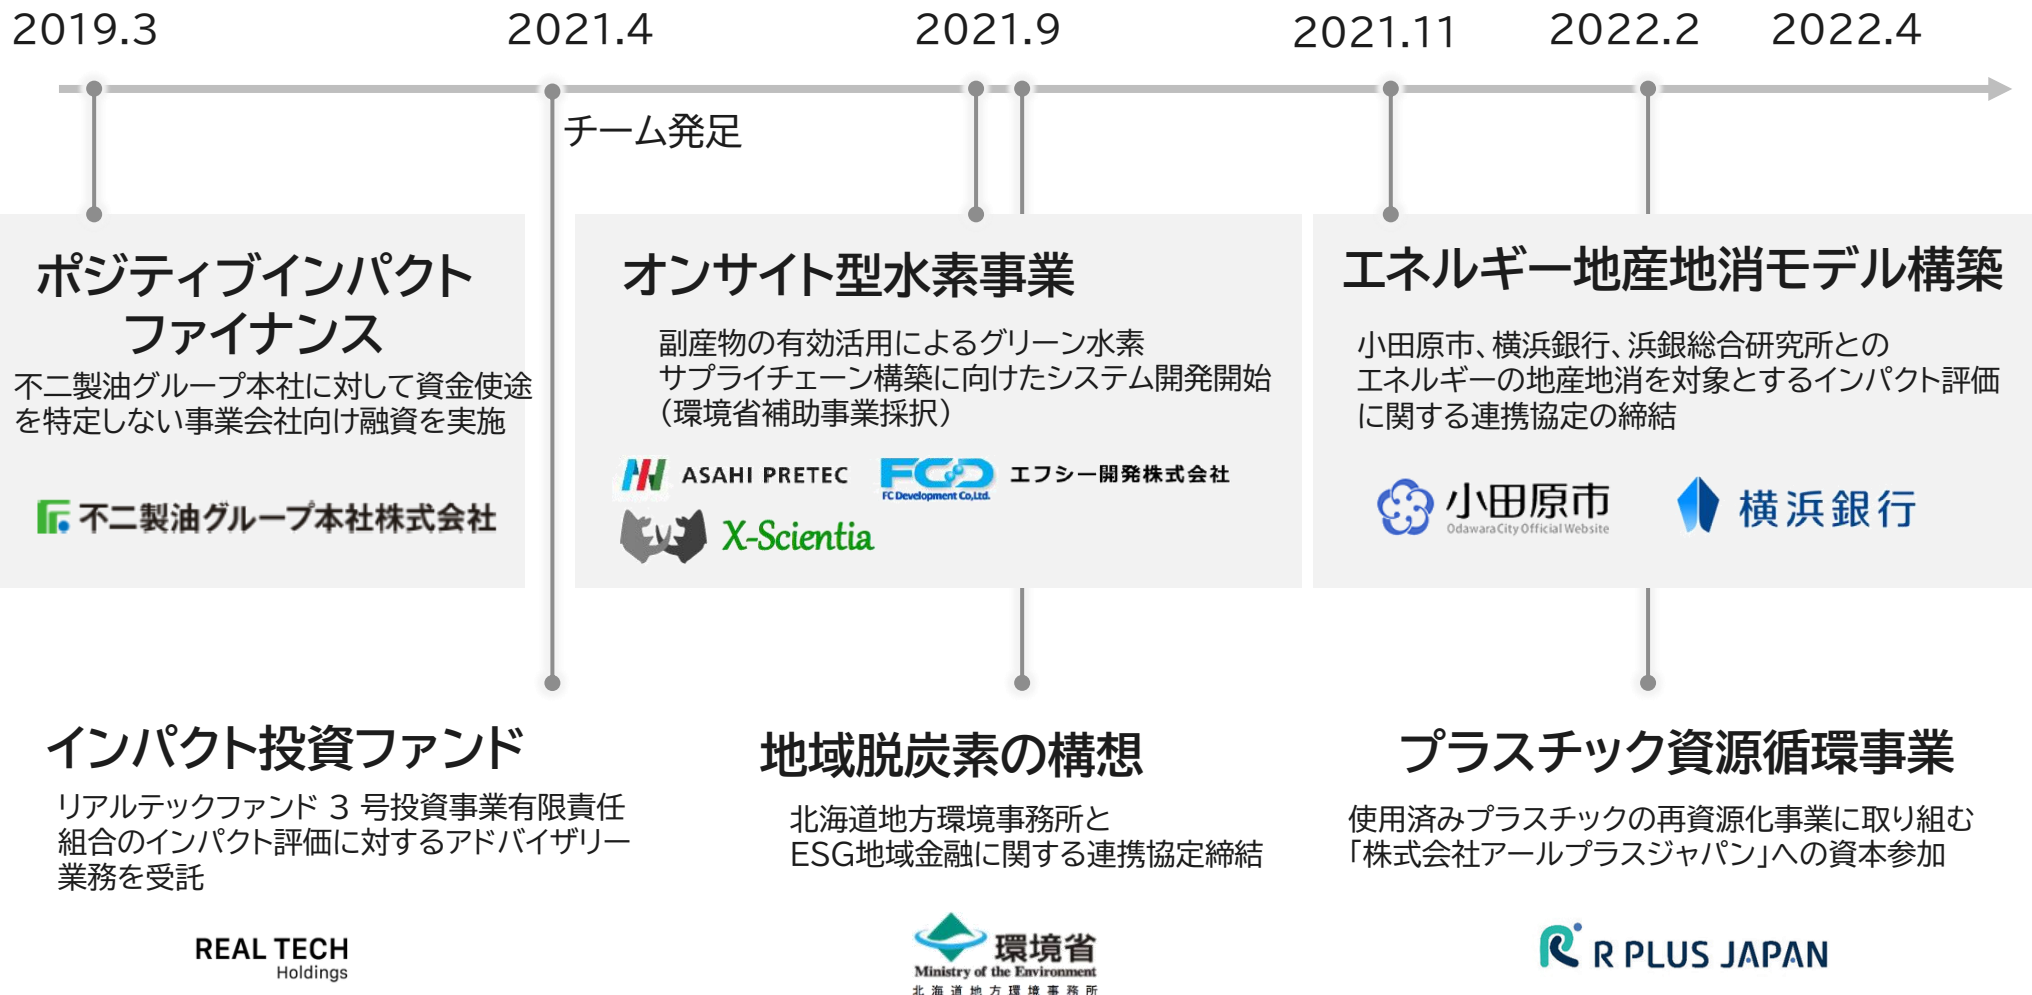 2019.3
2021.4
2021.9
2021.11
2022.2
2022.4
チーム発足
ポジティブインパクト
ファイナンス
不二製油グループ本社に対して資金使途
を特定しない事業会社向け融資を実施
不二製油グループ本社株式会社
オンサイト型水素事業
副産物の有効活用によるグリーン水素
サプライチェーン構築に向けたシステム開発開始
（環境省補助事業採択）
ASAHI PRETEC
FCD
FC Development Co,Ltd.
エフシー開発株式会社
X-Scientia
エネルギー地産地消モデル構築
小田原市、横浜銀行、浜銀総合研究所との
エネルギーの地産地消を対象とするインパクト評価
に関する連携協定の締結
小田原市
Odawara City Official Website
横浜銀行
インパクト投資ファンド
リアルテックファンド 3 号投資事業有限責任
組合のインパクト評価に対するアドバイザリー
業務を受託
REAL TECH
Holdings
地域脱炭素の構想
北海道地方環境事務所と
ESG地域金融に関する連携協定締結
環境省
Ministry of the Environment
北海道地方環境事務所
プラスチック資源循環事業
使用済みプラスチックの再資源化事業に取り組む
「株式会社アールプラスジャパン」への資本参加
R PLUS JAPAN